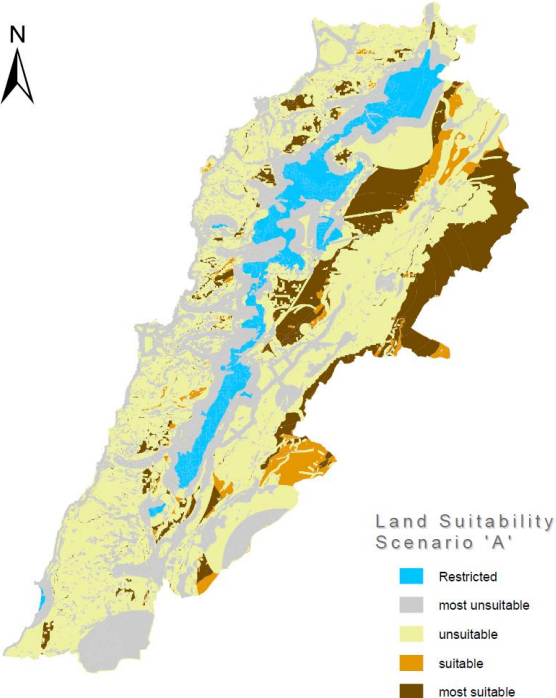 N
Land Suitability
Scenario 'A'
Restricted
most unsuitable
unsuitable
suitable
most suitable